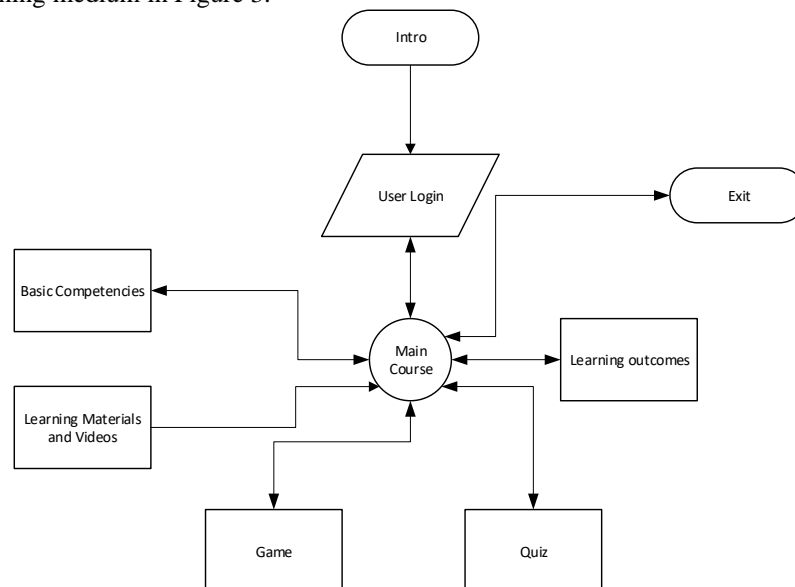 medium in Figure 3.
Intro
User Login
Exit
Basic Competencies
Main
Course
Learning outcomes
Learning Materials
and Videos
Game
Quiz